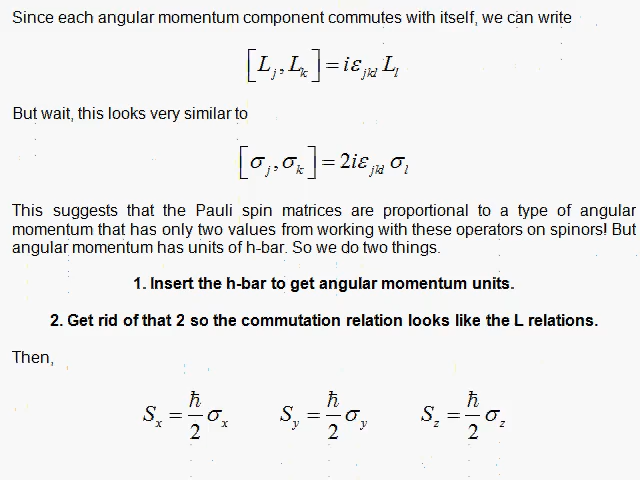 Since each angular momentum component commutes with itself, we can write
[L_j, L_k] = iε_jkl L_l
But wait, this looks very similar to
[σ_j, σ_k] = 2iε_jkl σ_l
This suggests that the Pauli spin matrices are proportional to a type of angular
momentum that has only two values from working with these operators on spinors! But
angular momentum has units of h-bar. So we do two things.
1. Insert the h-bar to get angular momentum units.
2. Get rid of that 2 so the commutation relation looks like the L relations.
Then,
S_x = ħ/2 σ_x S_y = ħ/2 σ_y S_z = ħ/2 σ_z